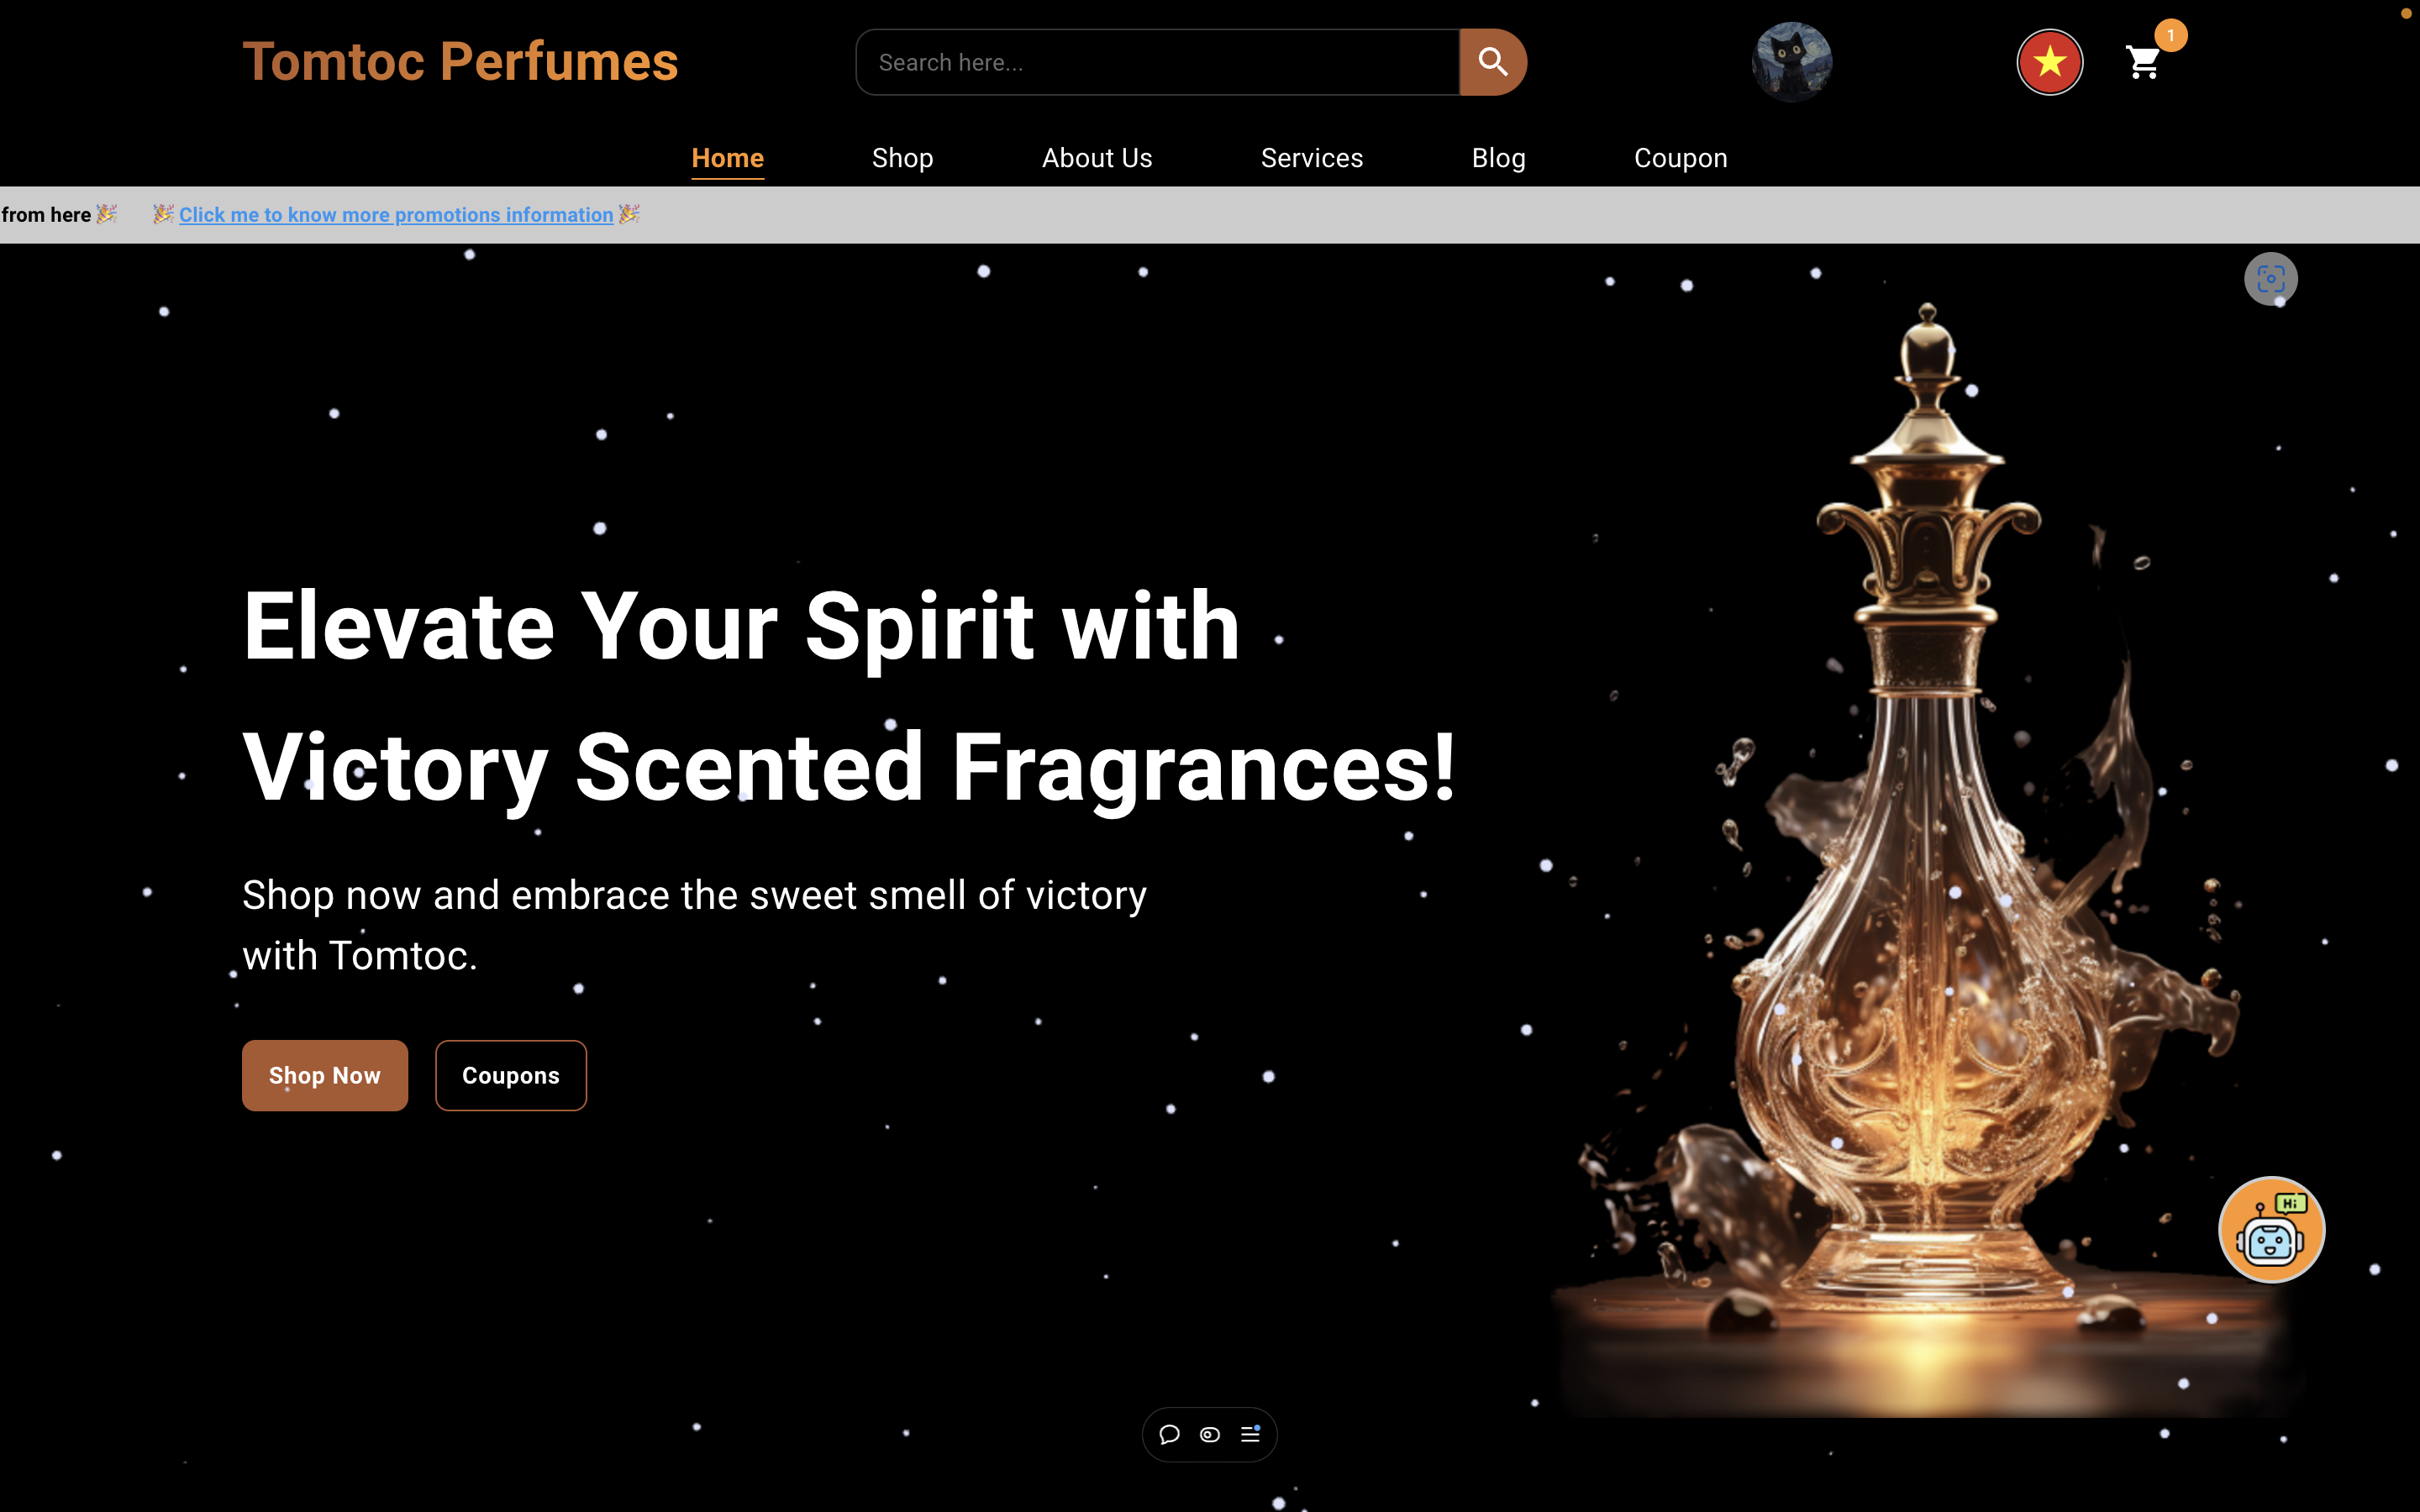 Tomtoc Perfumes
Search here...
1
Home Shop About Us Services Blog Coupon
from here 🎉 🎉 Click me to know more promotions information 🎉
Elevate Your Spirit with
Victory Scented Fragrances!
Shop now and embrace the sweet smell of victory
with Tomtoc.
Shop Now Coupons
Hi